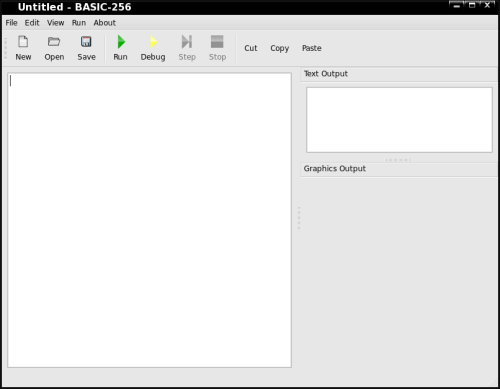 Untitled - BASIC-256
File Edit View Run About
New Open Save Run Debug Step Stop Cut Copy Paste
Text Output
Graphics Output